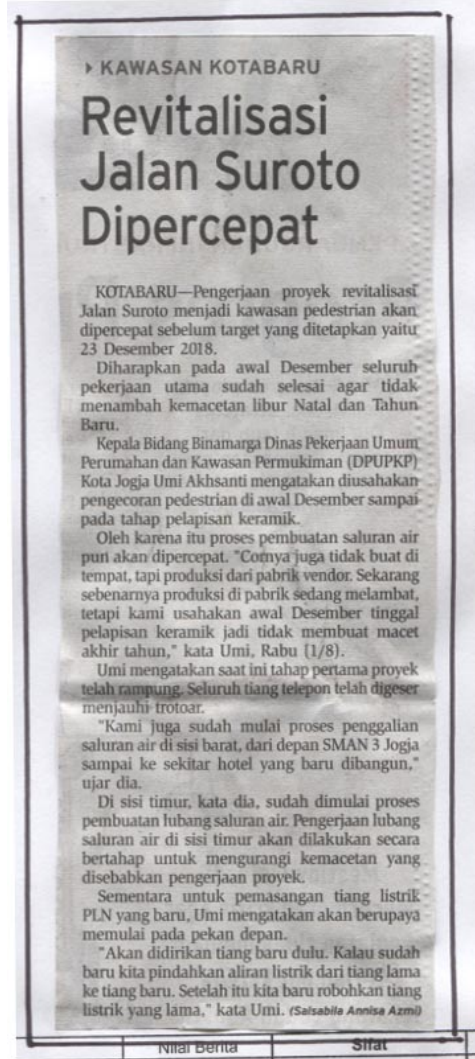 KAWASAN KOTABARU
Revitalisasi
Jalan Suroto
Dipercepat
KOTABARU—Pengerjaan proyek revitalisasi
Jalan Suroto menjadi kawasan pedestrian akan
dipercepat sebelum target yang ditetapkan yaitu
23 Desember 2018.
Diharapkan pada awal Desember seluruh
pekerjaan utama sudah selesai agar tidak
menambah kemacetan libur Natal dan Tahun
Baru.
Kepala Bidang Binamarga Dinas Pekerjaan Umum
Perumahan dan Kawasan Permukiman (DPUPKP)
Kota Jogja Umi Akhsanti mengatakan diusahakan
pengecoran pedestrian di awal Desember sampai
pada tahap pelapisan keramik.
Oleh karena itu proses pembuatan saluran air
pun akan dipercepat. "Cornya juga tidak buat di
tempat, tapi produksi dari pabrik vendor. Sekarang
sebenarnya produksi di pabrik sedang melambat,
tetapi kami usahakan awal Desember tinggal
pelapisan keramik jadi tidak membuat macet
akhir tahun," kata Umi, Rabu (1/8).
Umi mengatakan saat ini tahap pertama proyek
telah rampung. Seluruh tiang telepon telah digeser
menjauhi trotoar.
"Kami juga sudah mulai proses penggalian
saluran air di sisi barat, dari depan SMAN 3 Jogja
sampai ke sekitar hotel yang baru dibangun,"
ujar dia.
Di sisi timur, kata dia, sudah dimulai proses
pembuatan lubang saluran air. Pengerjaan lubang
saluran air di sisi timur akan dilakukan secara
bertahap untuk mengurangi kemacetan yang
disebabkan pengerjaan proyek.
Sementara untuk pemasangan tiang listrik
PLN yang baru, Umi mengatakan akan berupaya
memulai pada pekan depan.
"Akan didirikan tiang baru dulu. Kalau sudah
baru kita pindahkan aliran listrik dari tiang lama
ke tiang baru. Setelah itu kita baru robohkan tiang
listrik yang lama," kata Umi. (Salsabila Annisa Azmi)
Nilai Berita
Sifat